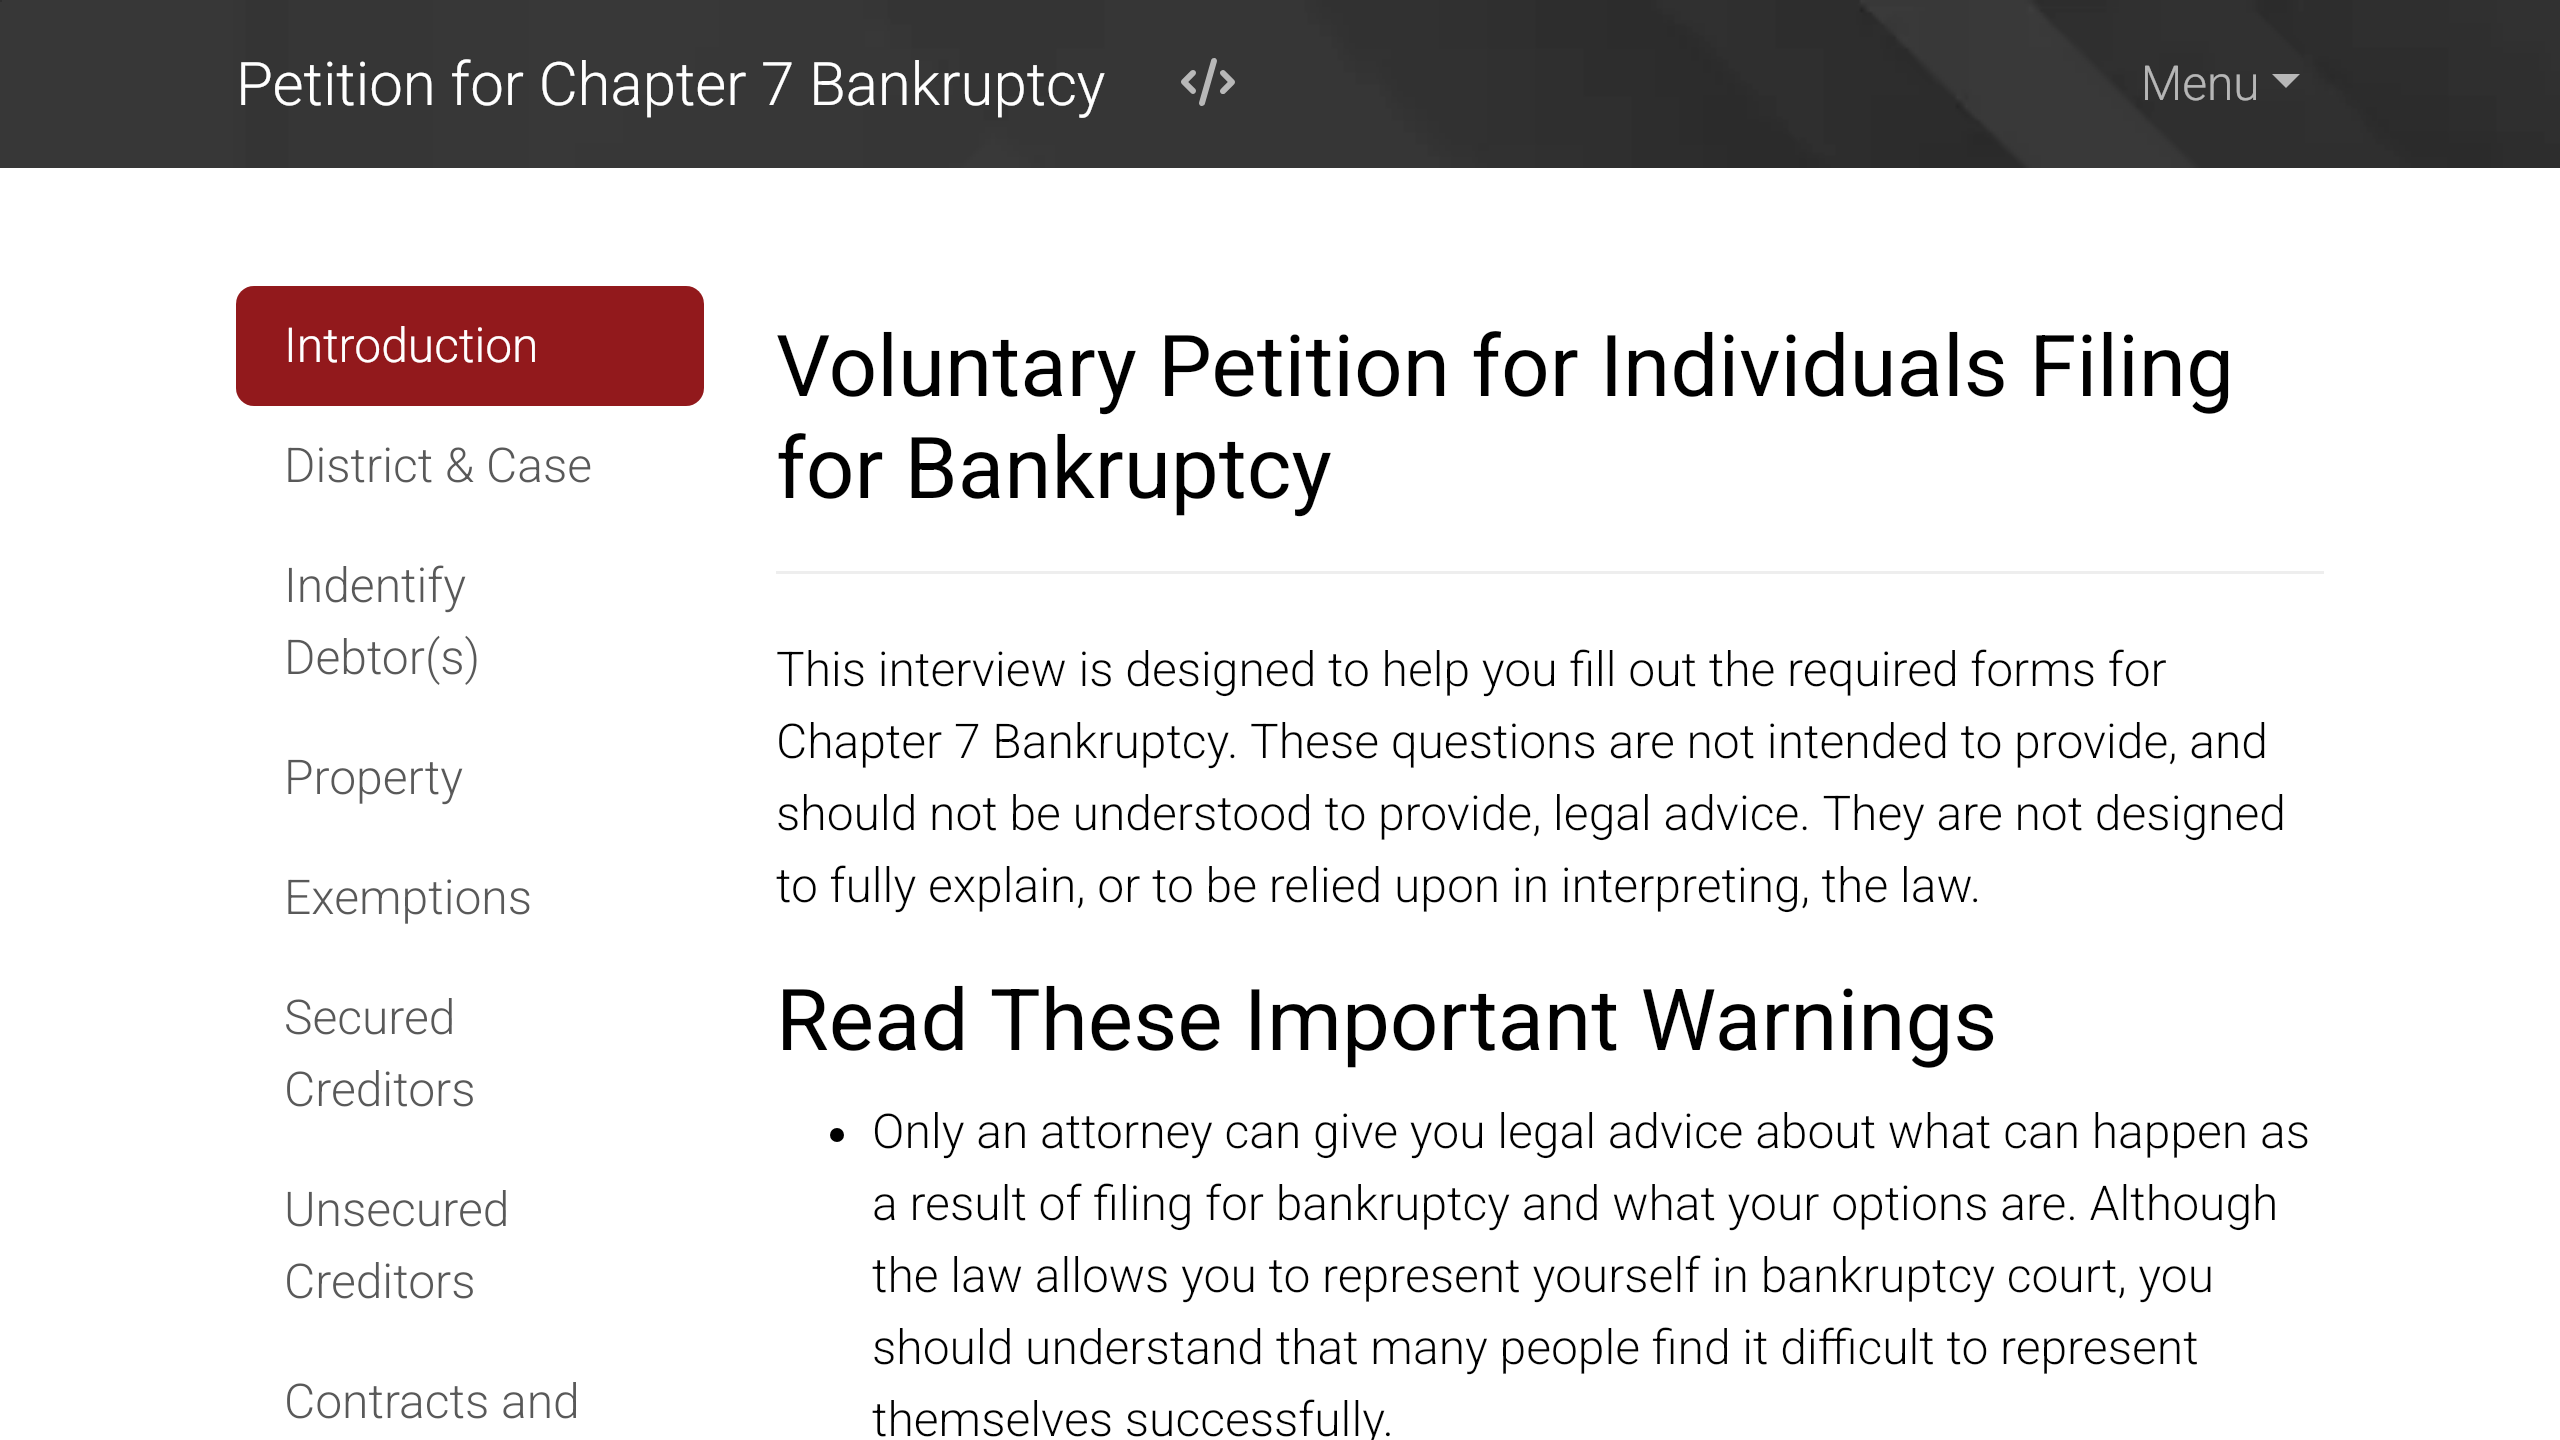 Petition for Chapter 7 Bankruptcy </> Menu
Introduction
District & Case
Indentify
Debtor(s)
Property
Exemptions
Secured
Creditors
Unsecured
Creditors
Contracts and
Voluntary Petition for Individuals Filing
for Bankruptcy
This interview is designed to help you fill out the required forms for
Chapter 7 Bankruptcy. These questions are not intended to provide, and
should not be understood to provide, legal advice. They are not designed
to fully explain, or to be relied upon in interpreting, the law.
Read These Important Warnings
• Only an attorney can give you legal advice about what can happen as
a result of filing for bankruptcy and what your options are. Although
the law allows you to represent yourself in bankruptcy court, you
should understand that many people find it difficult to represent
themselves successfully.